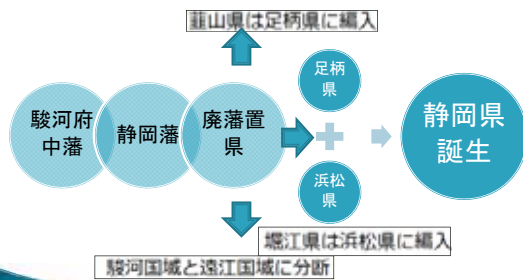 韮山県は足柄県に編入
駿河府
中藩
静岡藩
廃藩置
県
足柄
県
浜松
県
静岡県
誕生
堀江県は浜松県に編入
駿河国域と遠江国域に分断